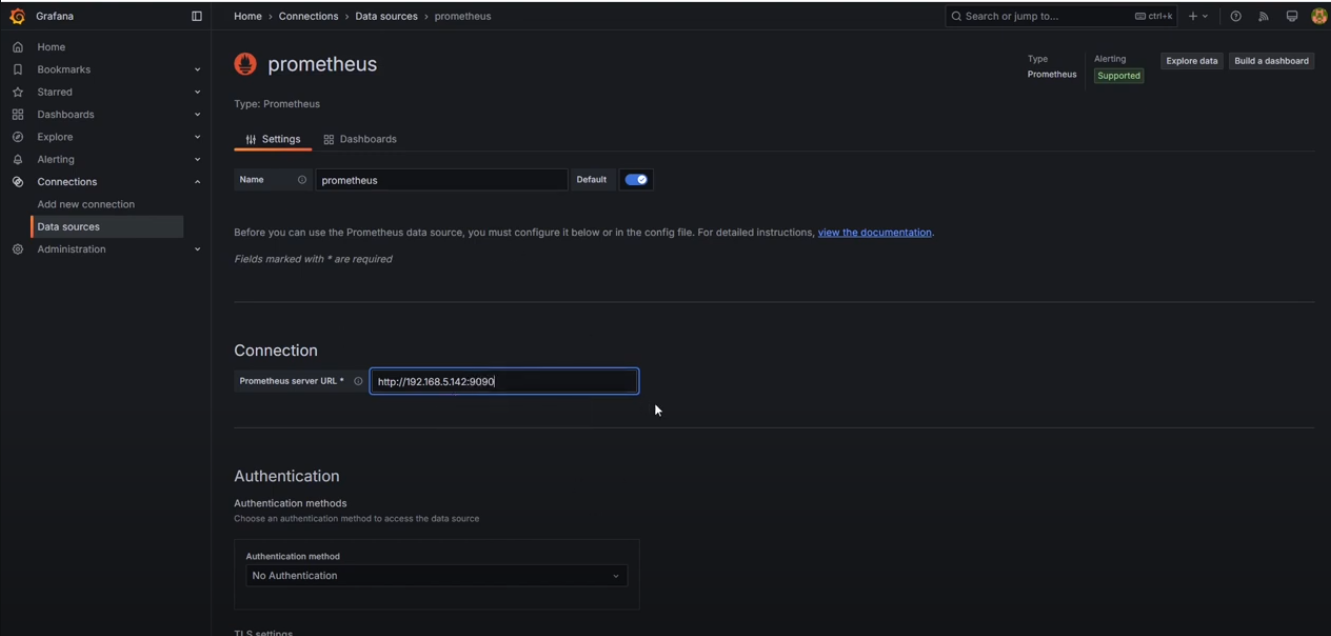 Grafana
Home › Connections › Data sources › prometheus
Search or jump to...
ctrl+k
Home
Bookmarks
Starred
Dashboards
Explore
Alerting
Connections
Add new connection
Data sources
Administration
prometheus
Type
Prometheus
Alerting
Supported
Explore data
Build a dashboard
Type: Prometheus
Settings
Dashboards
Name
prometheus
Default
Before you can use the Prometheus data source, you must configure it below or in the config file. For detailed instructions, view the documentation.
Fields marked with * are required
Connection
Prometheus server URL *
http://192.168.5.142:9090
Authentication
Authentication methods
Choose an authentication method to access the data source
Authentication method
No Authentication
TLS settings